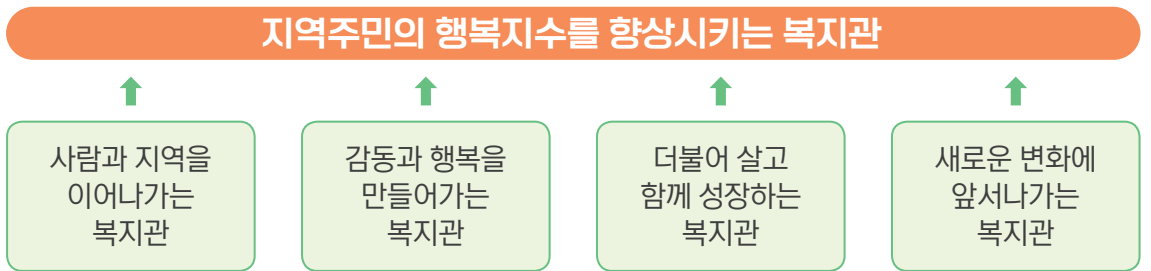 지역주민의 행복지수를 향상시키는 복지관
사람과 지역을
이어나가는
복지관
감동과 행복을
만들어가는
복지관
더불어 살고
함께 성장하는
복지관
새로운 변화에
앞서나가는
복지관